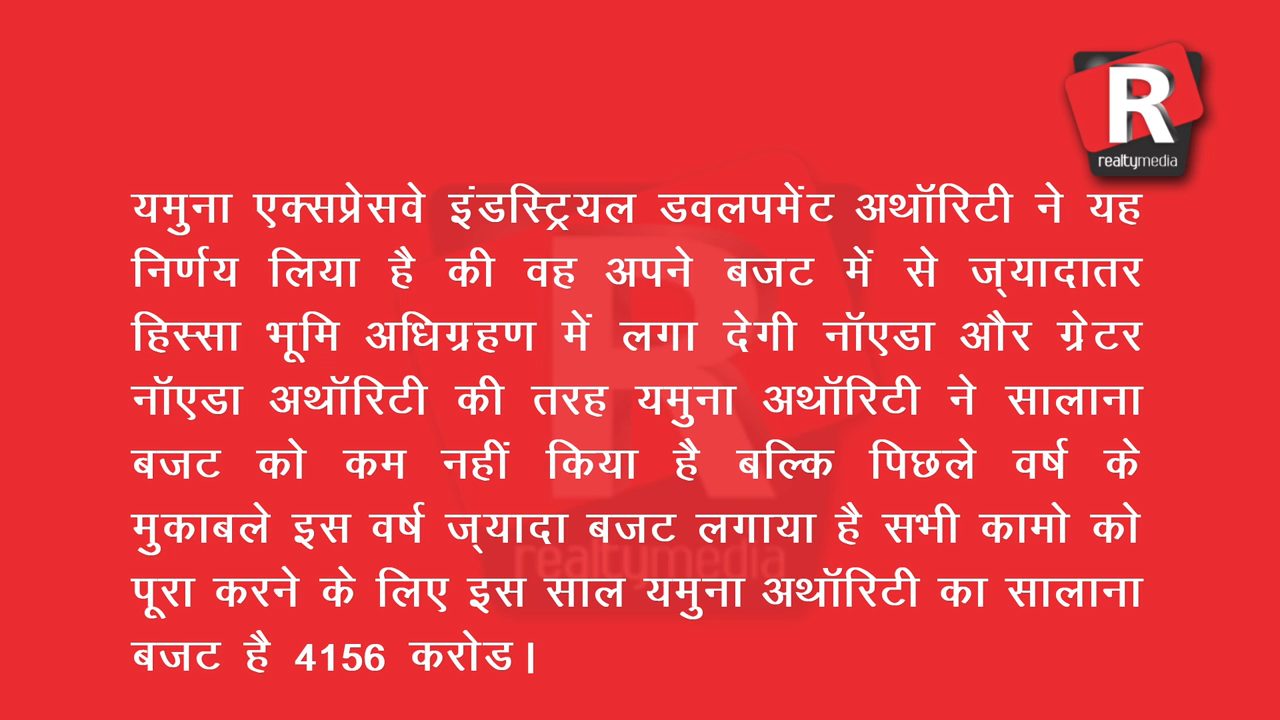 R
realtymedia
यमुना एक्सप्रेसवे इंडस्ट्रियल डवलपमेंट अथॉरिटी ने यह
निर्णय लिया है की वह अपने बजट में से ज्‌यादातर
हिस्सा भूमि अधिग्रहण में लगा देगी नॉएडा और ग्रेटर
नॉएडा अथॉरिटी की तरह यमुना अथॉरिटी ने सालाना
बजट को कम नहीं किया है बल्कि पिछले वर्ष के
मुकाबले इस वर्ष ज्‌यादा बजट लगाया है सभी कामो को
पूरा करने के लिए इस साल यमुना अथॉरिटी का सालाना
बजट है 4156 करोड।
R
realtymedia